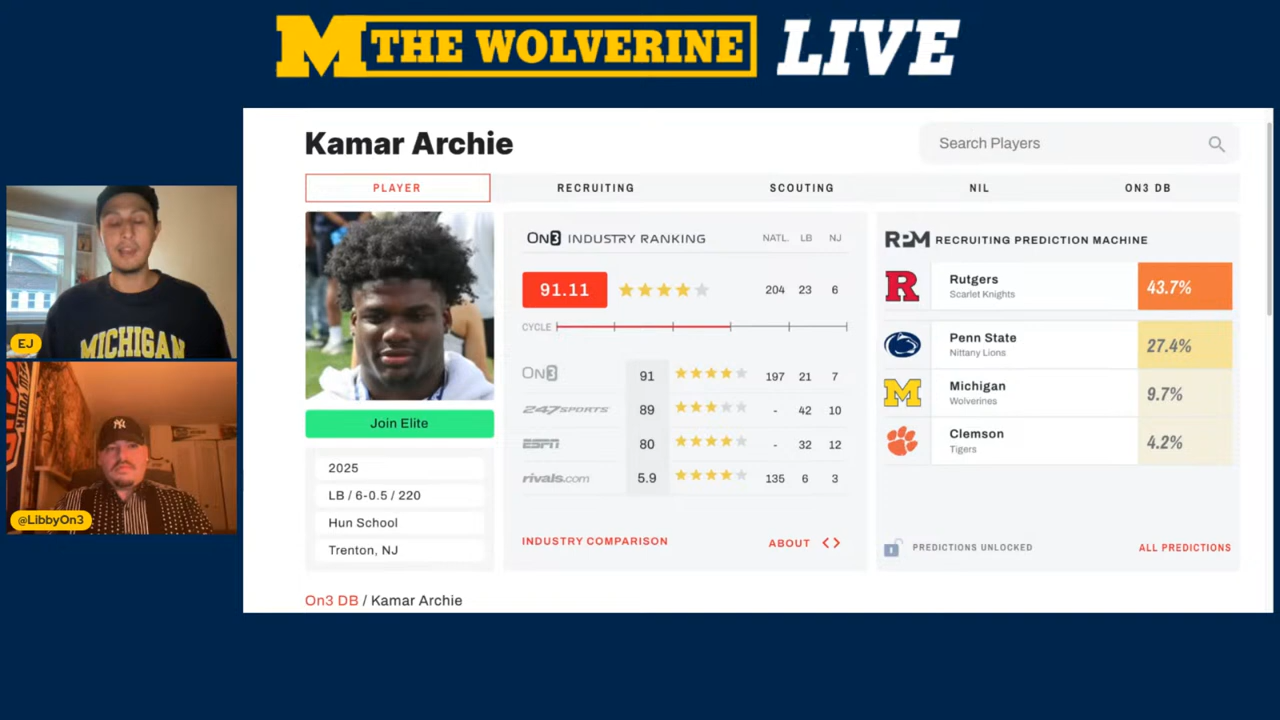 M THE WOLVERINE LIVE
Kamar Archie
Search Players
PLAYER RECRUITING SCOUTING NIL ON3 DB
On3 INDUSTRY RANKING NATL. LB NJ
91.11 204 23 6
CYCLE
On3 91 197 21 7
247SPORTS 89 - 42 10
ESPN 80 - 32 12
rivals.com 5.9 135 6 3
INDUSTRY COMPARISON ABOUT
RPM RECRUITING PREDICTION MACHINE
Rutgers 43.7%
Scarlet Knights
Penn State 27.4%
Nittany Lions
Michigan 9.7%
Wolverines
Clemson 4.2%
Tigers
PREDICTIONS UNLOCKED ALL PREDICTIONS
Join Elite
2025
LB / 6-0.5 / 220
Hun School
Trenton, NJ
On3 DB / Kamar Archie
EJ
MICHIGAN
@LibbyOn3